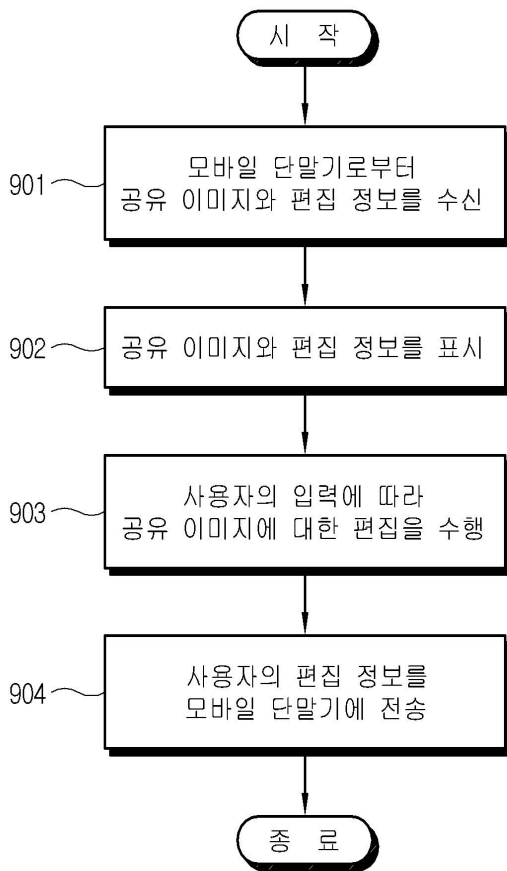 시 작
901
모바일 단말기로부터
공유 이미지와 편집 정보를 수신
902
공유 이미지와 편집 정보를 표시
903
사용자의 입력에 따라
공유 이미지에 대한 편집을 수행
904
사용자의 편집 정보를
모바일 단말기에 전송
종 료